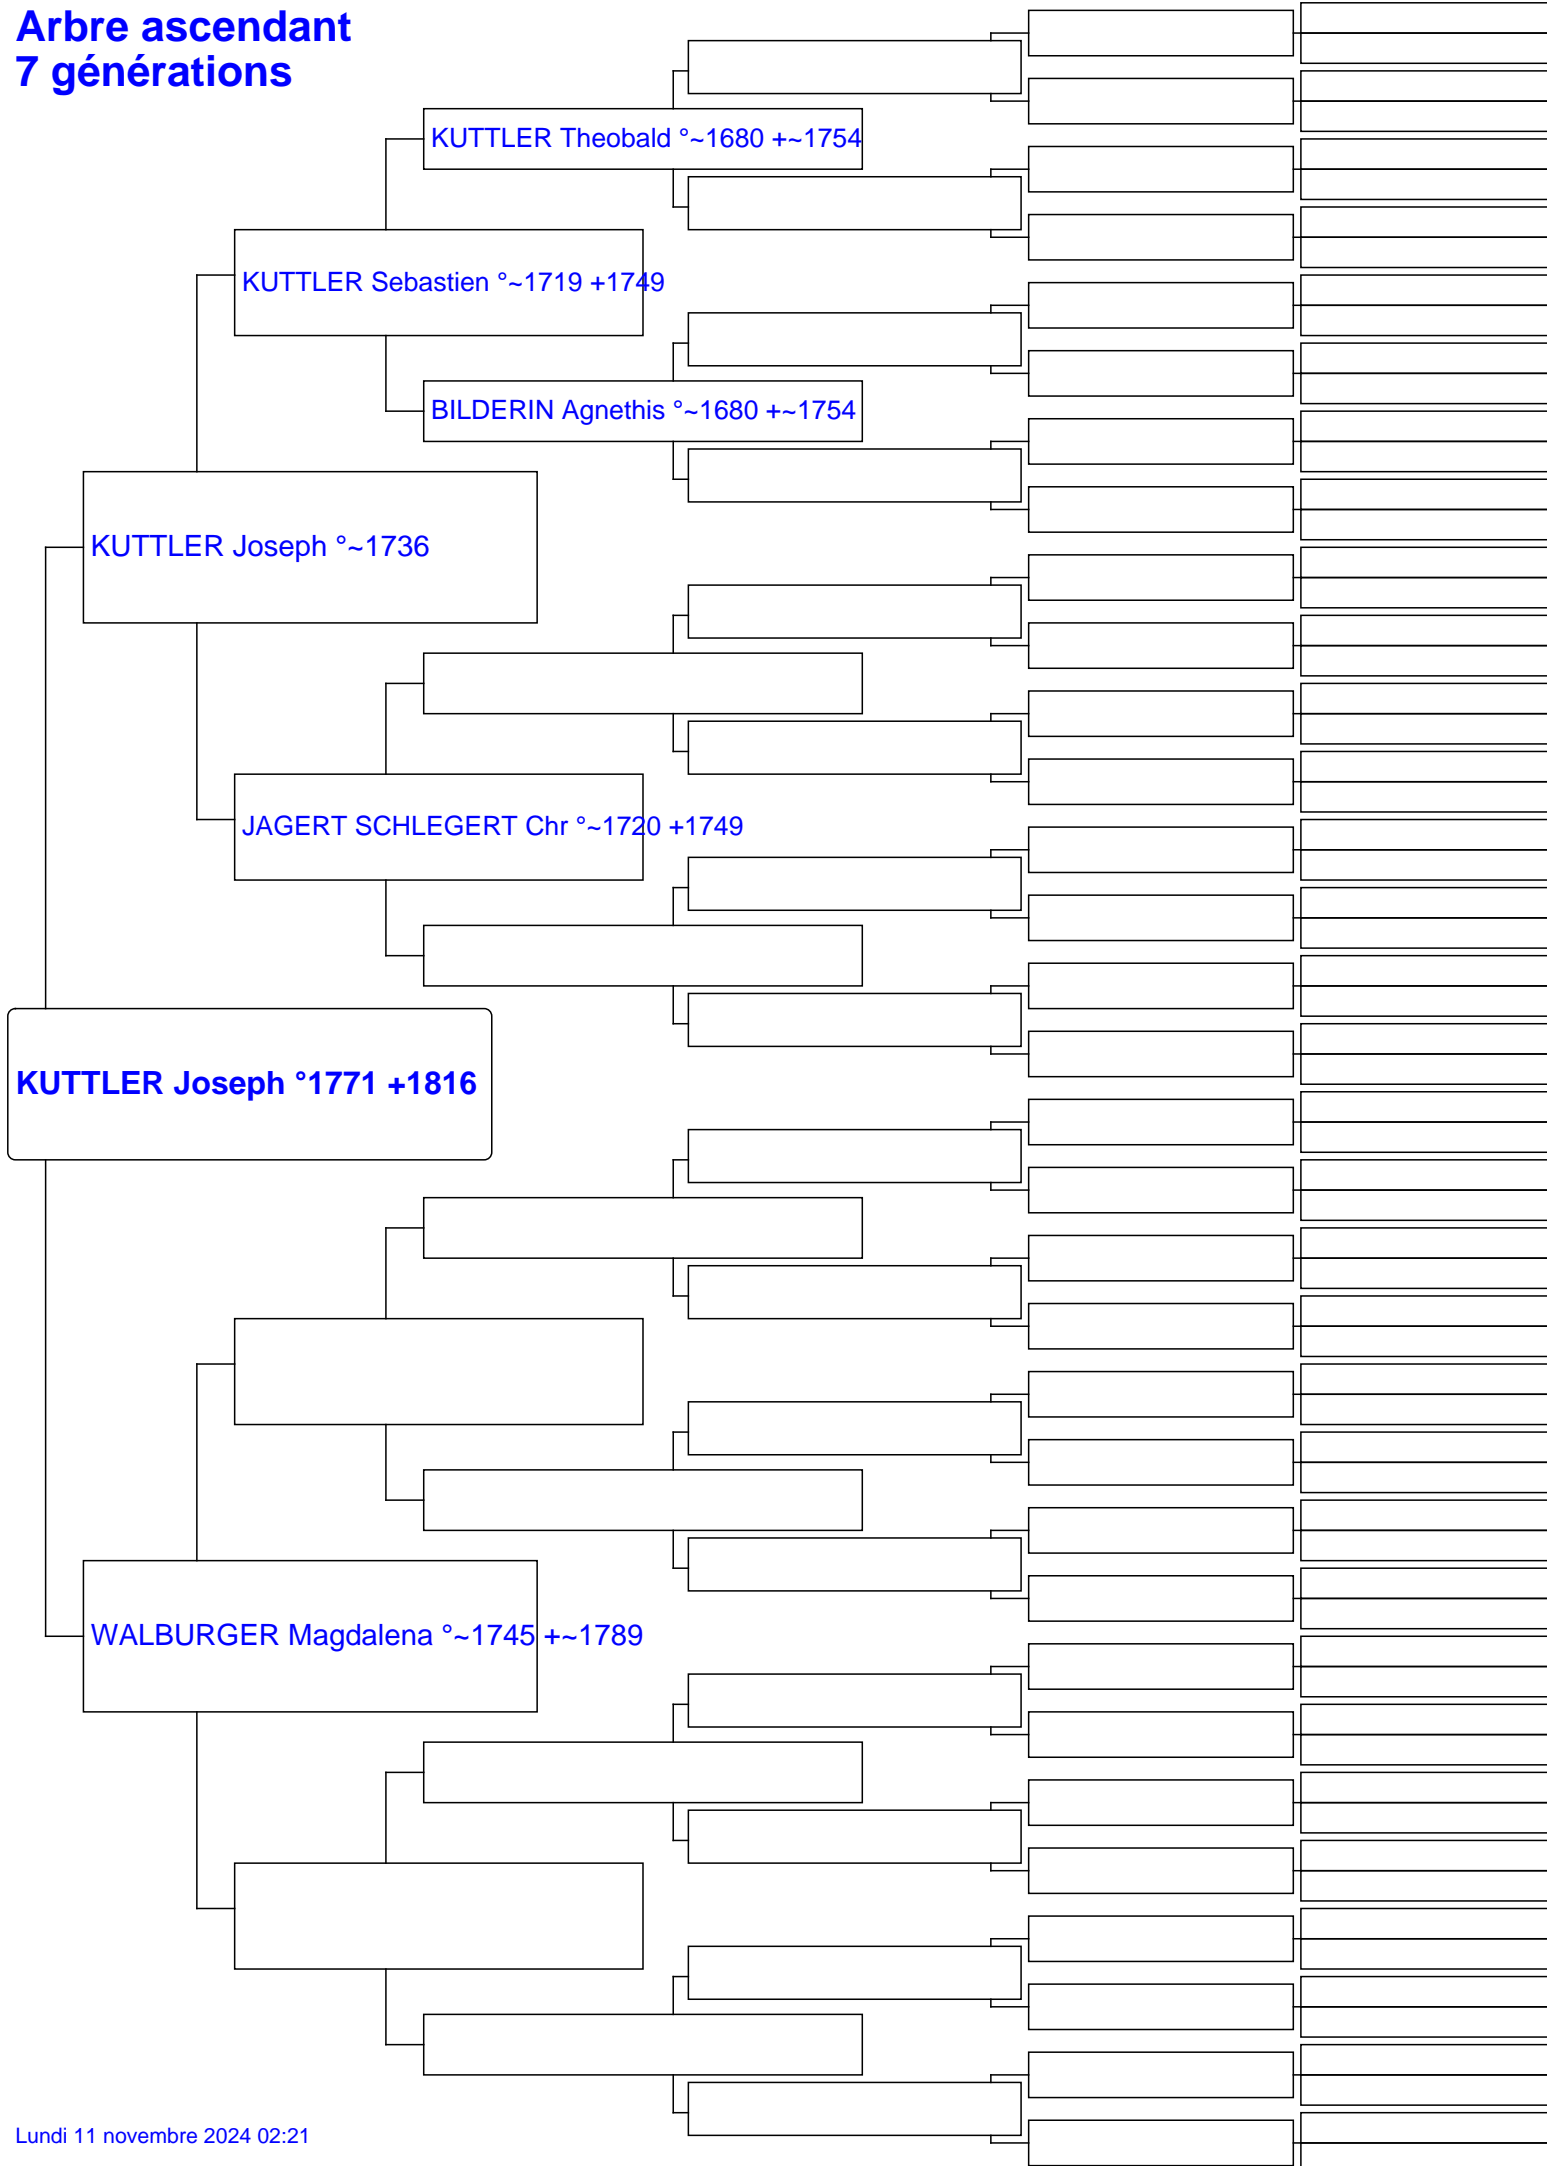 Arbre ascendant
7 générations
KUTTLER Theobald °~1680 +~1754
KUTTLER Sebastien °~1719 +1749
BILDERIN Agnethis °~1680 +~1754
KUTTLER Joseph °~1736
JAGERT SCHLEGERT Chr °~1720 +1749
KUTTLER Joseph °1771 +1816
WALBURGER Magdalena °~1745 +~1789
Lundi 11 novembre 2024 02:21